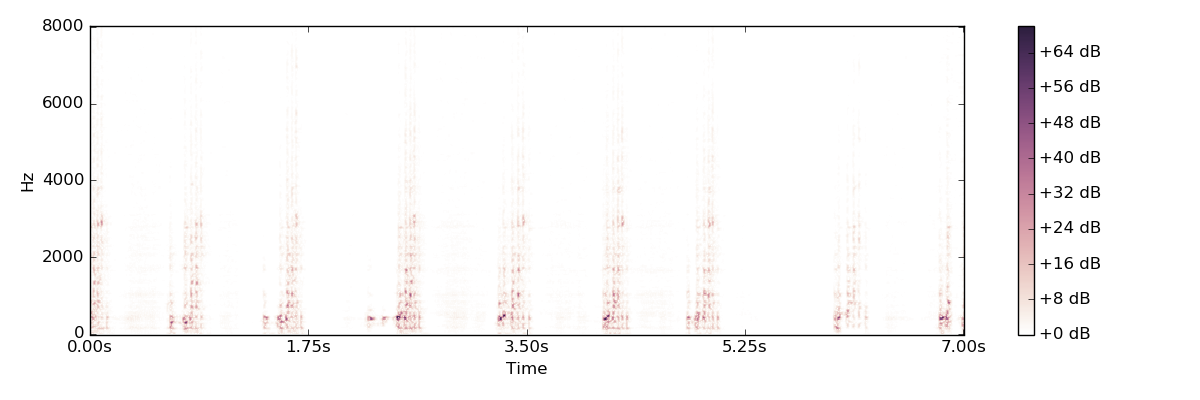 8000
6000
4000
2000
0
Hz
0.00s 1.75s 3.50s 5.25s 7.00s
Time
+64 dB
+56 dB
+48 dB
+40 dB
+32 dB
+24 dB
+16 dB
+8 dB
+0 dB